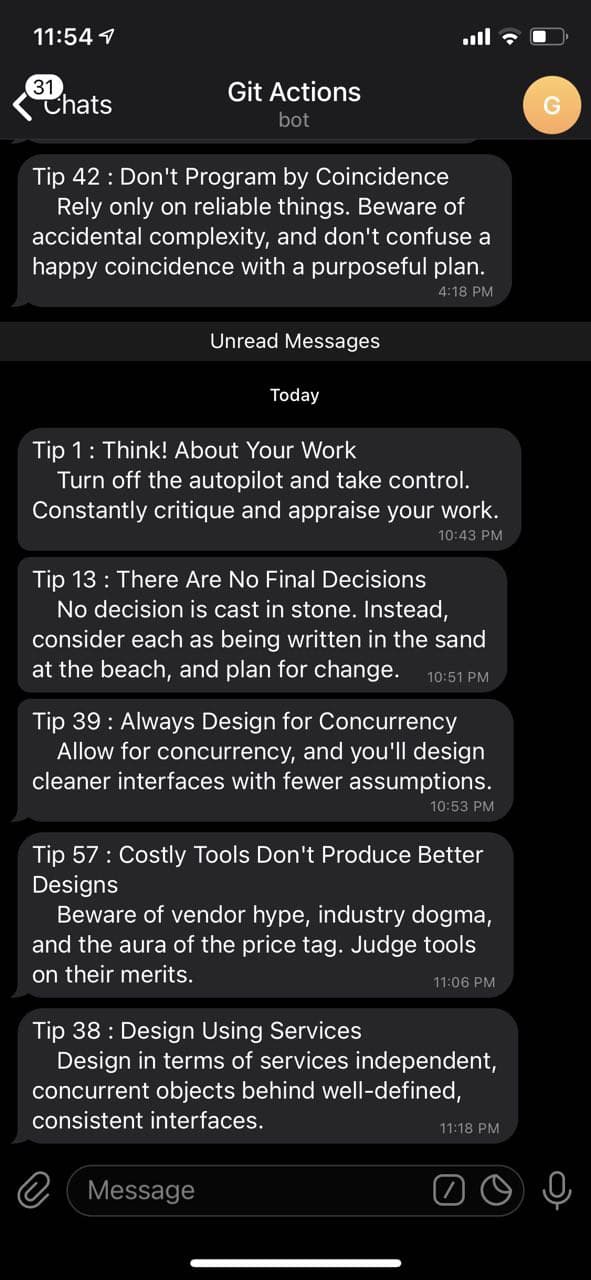 11:54
31
Chats
Git Actions
bot
G
Tip 42 : Don't Program by Coincidence
Rely only on reliable things. Beware of
accidental complexity, and don't confuse a
happy coincidence with a purposeful plan.
4:18 PM
Unread Messages
Today
Tip 1 : Think! About Your Work
Turn off the autopilot and take control.
Constantly critique and appraise your work.
10:43 PM
Tip 13 : There Are No Final Decisions
No decision is cast in stone. Instead,
consider each as being written in the sand
at the beach, and plan for change. 10:51 PM
Tip 39 : Always Design for Concurrency
Allow for concurrency, and you'll design
cleaner interfaces with fewer assumptions.
10:53 PM
Tip 57 : Costly Tools Don't Produce Better
Designs
Beware of vendor hype, industry dogma,
and the aura of the price tag. Judge tools
on their merits. 11:06 PM
Tip 38 : Design Using Services
Design in terms of services independent,
concurrent objects behind well-defined,
consistent interfaces. 11:18 PM
Message